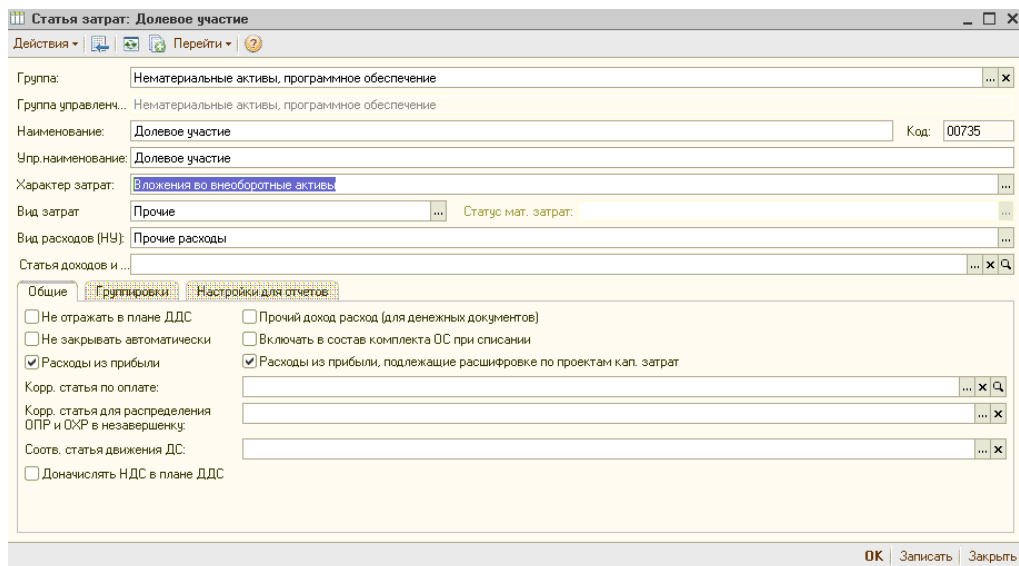 Статья затрат: Долевое участие
Действия Перейти
Группа: Нематериальные активы, программное обеспечение
Группа управленч... Нематериальные активы, программное обеспечение
Наименование: Долевое участие Код: 00735
Упр.наименование: Долевое участие
Характер затрат: Вложения во внеоборотные активы
Вид затрат Прочие Статус мат. затрат:
Вид расходов (НУ): Прочие расходы
Статья доходов и ...
Общие Группировки Настройки для отчетов
Не отражать в плане ДДС Прочий доход расход (для денежных документов)
Не закрывать автоматически Включать в состав комплекта ОС при списании
Расходы из прибыли Расходы из прибыли, подлежащие расшифровке по проектам кап. затрат
Корр. статья по оплате:
Корр. статья для распределения
ОПР и ОХР в незавершенку:
Соотв. статья движения ДС:
Доначислять НДС в плане ДДС
ОК Записать Закрыть